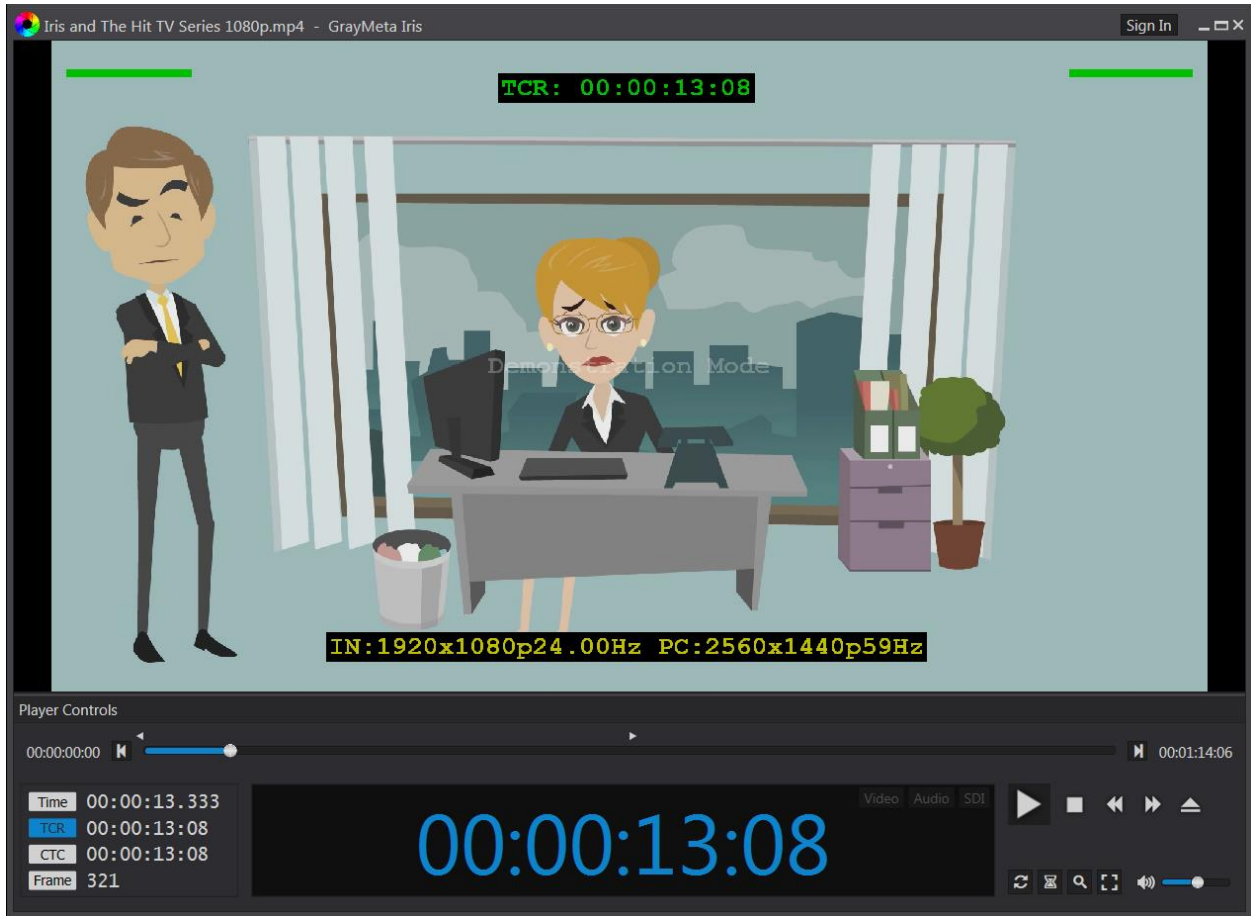 Iris and The Hit TV Series 1080p.mp4 - GrayMeta Iris Sign In
TCR: 00:00:13:08
Demonstration Mode
IN:1920x1080p24.00Hz PC:2560x1440p59Hz
Player Controls
00:00:00:00 00:01:14:06
Time 00:00:13.333
TCR 00:00:13:08
CTC 00:00:13:08
Frame 321
Video Audio SDI
00:00:13:08